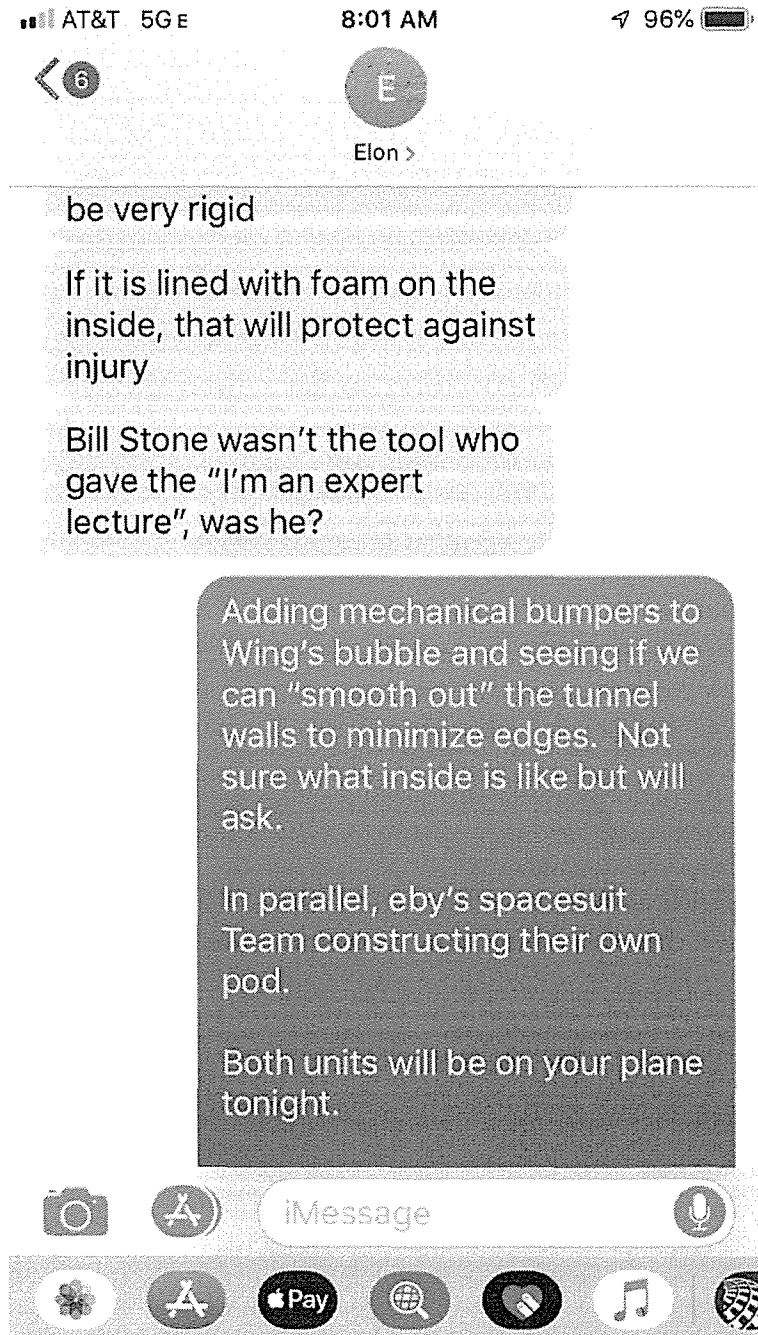 AT&T 5GE 8:01 AM 96%
6
E
Elon >
be very rigid
If it is lined with foam on the
inside, that will protect against
injury
Bill Stone wasn't the tool who
gave the “I'm an expert
lecture”, was he?
Adding mechanical bumpers to
Wing's bubble and seeing if we
can “smooth out” the tunnel
walls to minimize edges.  Not
sure what inside is like but will
ask.
In parallel, eby's spacesuit
Team constructing their own
pod.
Both units will be on your plane
tonight.
iMessage
Pay